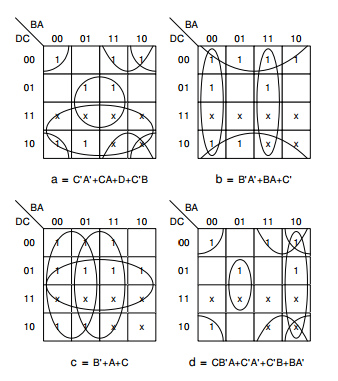 BA BA
DC 00 01 11 10 DC 00 01 11 10
00 1 1 1 00 1 1 1 1
01 1 1 01 1 1
11 x x x x 11 x x x x
10 1 1 x x 10 1 1 x x
a = C'A'+CA+D+C'B b = B'A'+BA+C'
BA BA
DC 00 01 11 10 DC 00 01 11 10
00 1 1 1 00 1 1 1
01 1 1 1 1 01 1 1
11 x x x x 11 x x x x
10 1 1 x x 10 1 x x
c = B'+A+C d = CB'A+C'A'+C'B+BA'